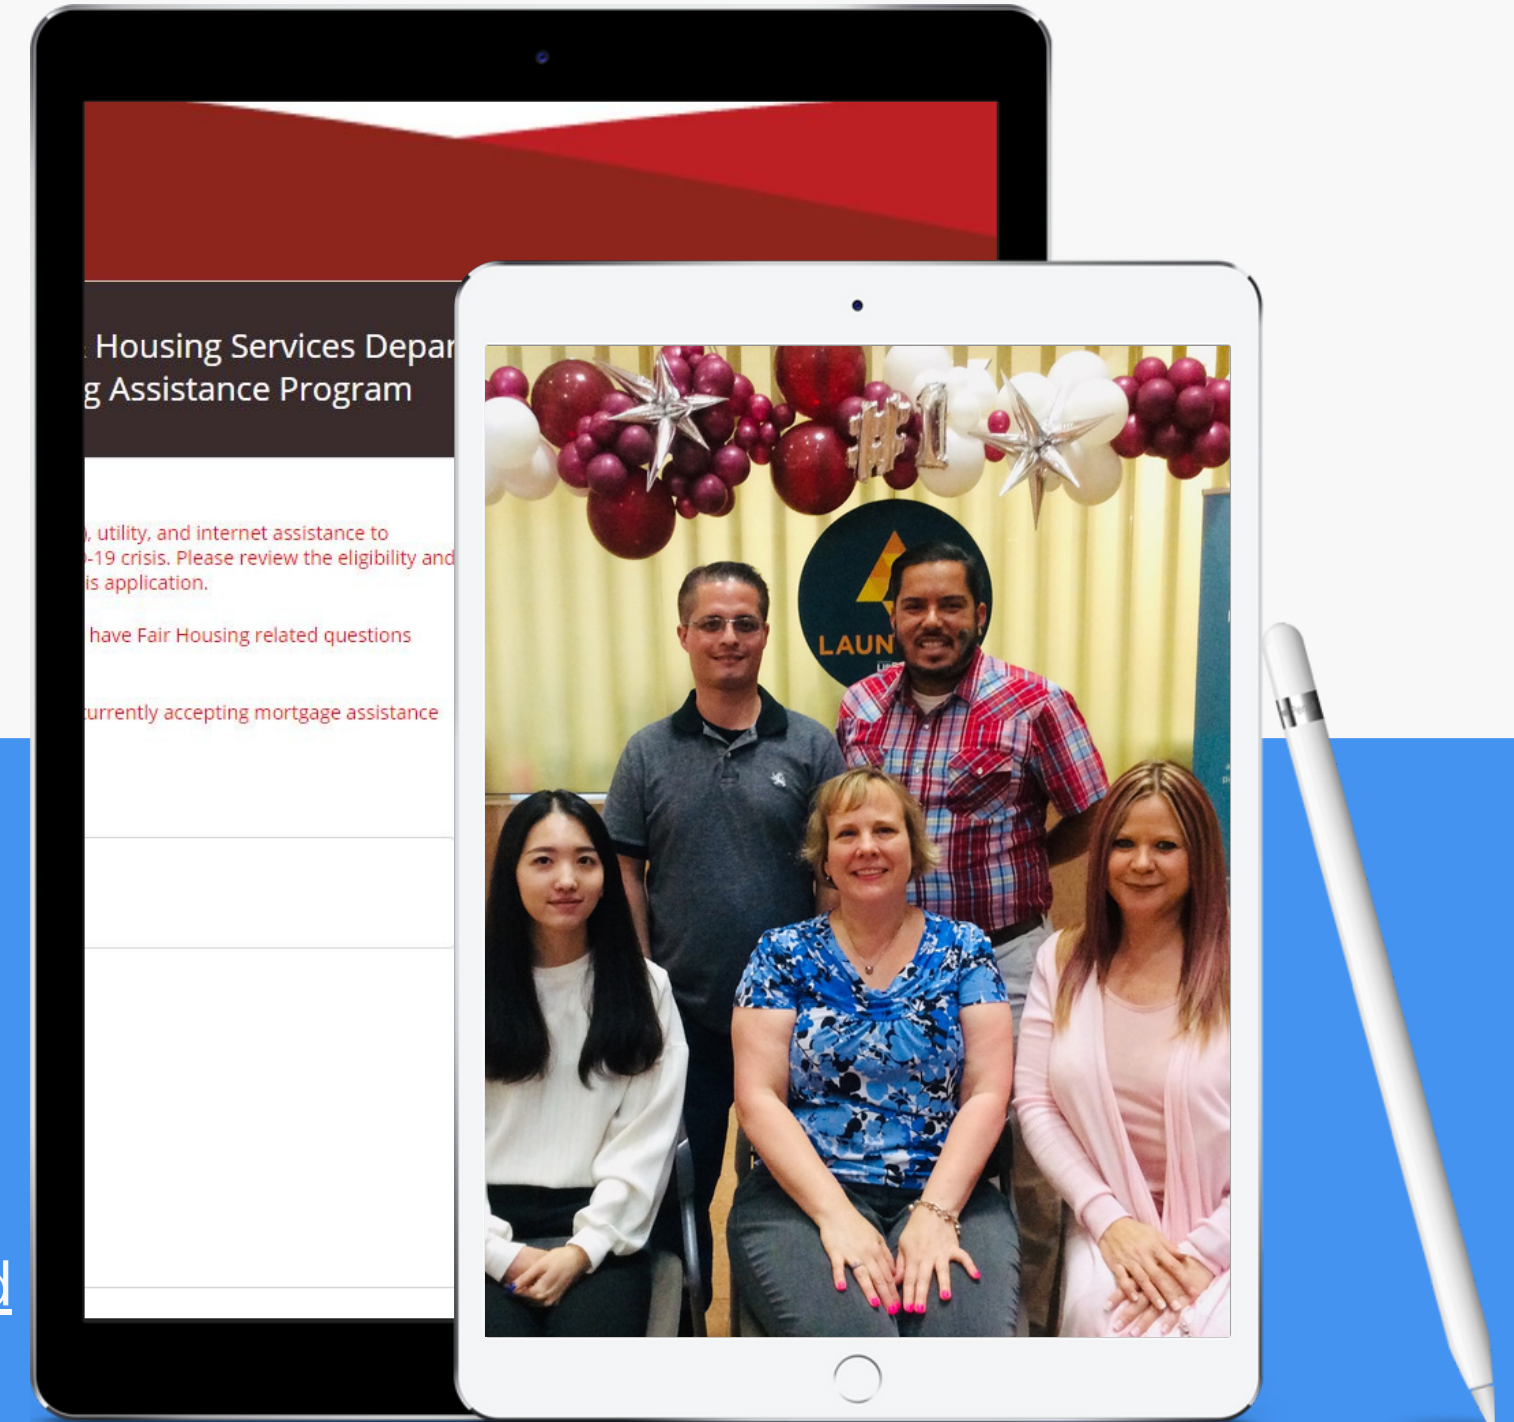 Housing Services Depar
g Assistance Program
), utility, and internet assistance to
-19 crisis. Please review the eligibility and
is application.
have Fair Housing related questions
currently accepting mortgage assistance
#1
LAUN
d